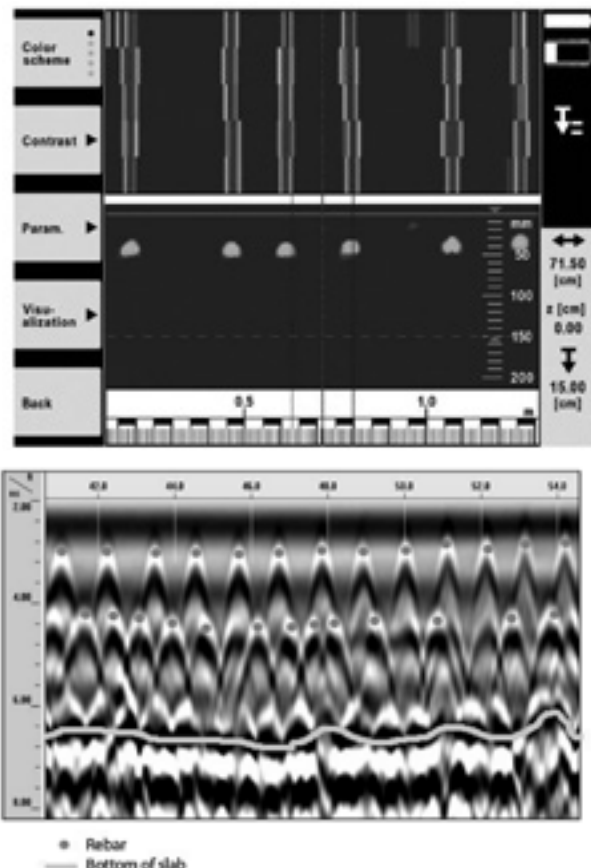 Color
scheme
Contrast
Param.
Visu-
alization
Back
mm
50
100
150
200
0.5
1.0
m
71.50
[cm]
z [cm]
0.00
15.00
[cm]
ft
ns
42.0
44.0
46.0
48.0
50.0
52.0
54.0
2.00
4.00
6.00
8.00
Rebar
Bottom of slab